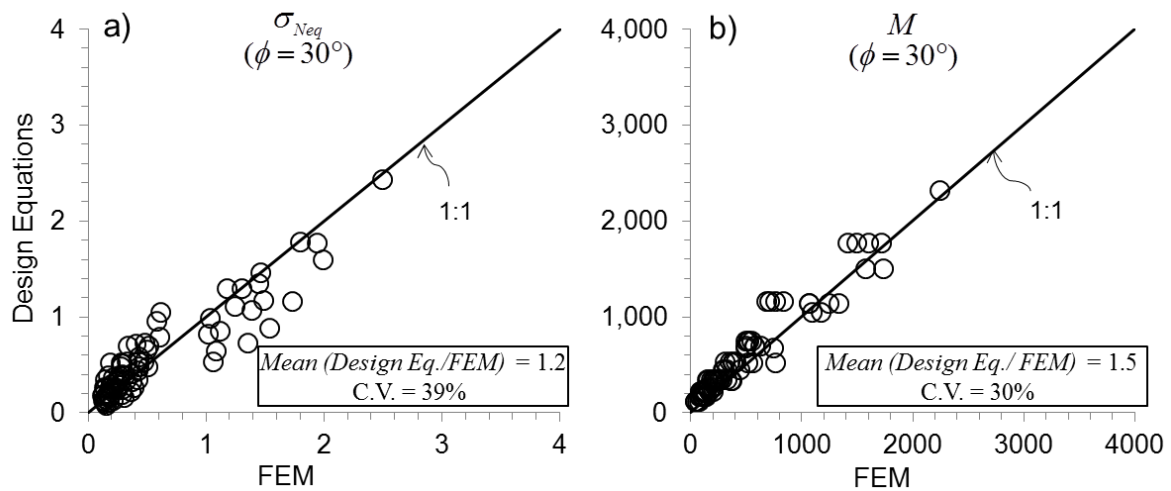 a)
σNeq
(ϕ = 30°)
4
3
2
1
0
Design Equations
1:1
Mean (Design Eq./FEM) = 1.2
C.V. = 39%
0 1 2 3 4
FEM
b)
M
(ϕ = 30°)
4,000
3,000
2,000
1,000
0
1:1
Mean (Design Eq./ FEM) = 1.5
C.V. = 30%
0 1000 2000 3000 4000
FEM